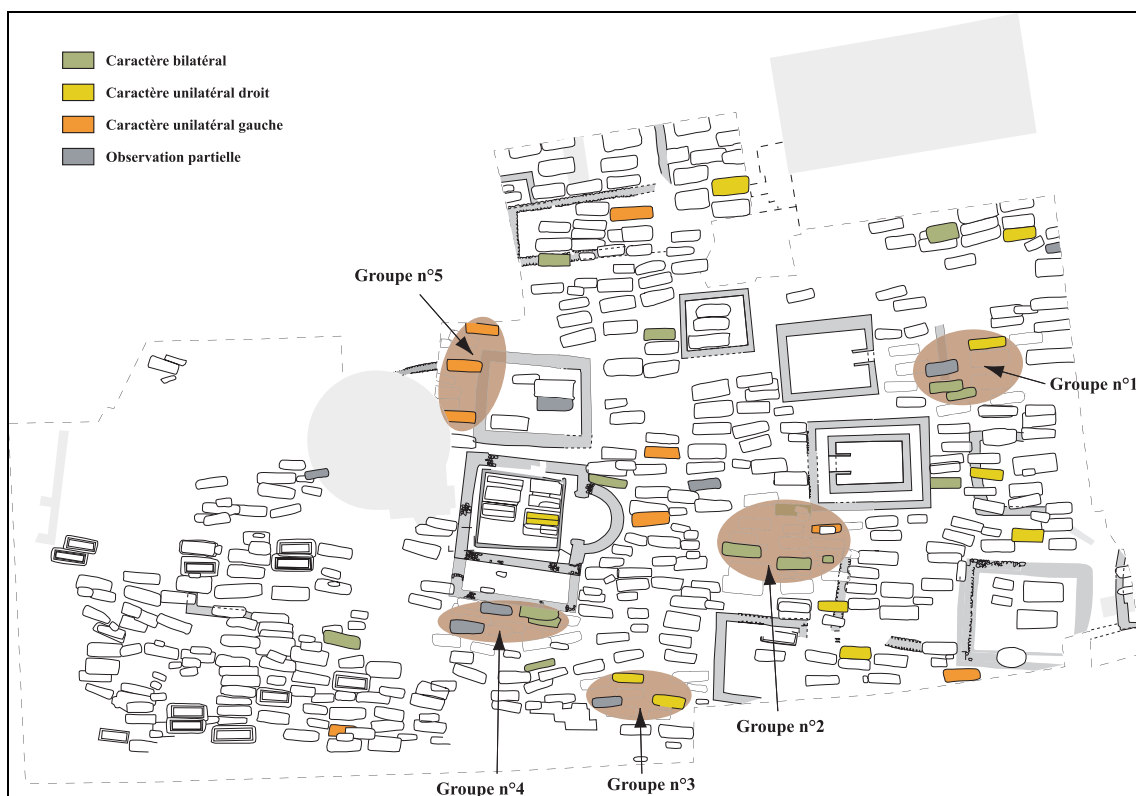 Caractère bilatéral
Caractère unilatéral droit
Caractère unilatéral gauche
Observation partielle
Groupe n°5
Groupe n°1
Groupe n°2
Groupe n°3
Groupe n°4